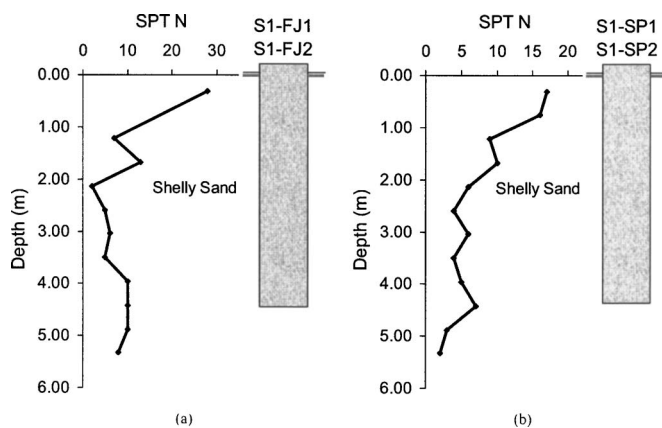 SPT N
0 10 20 30
S1-FJ1
S1-FJ2
0.00
1.00
2.00
3.00
4.00
5.00
6.00
Depth (m)
Shelly Sand
(a)
SPT N
0 5 10 15 20
S1-SP1
S1-SP2
0.00
1.00
2.00
3.00
4.00
5.00
6.00
Depth (m)
Shelly Sand
(b)